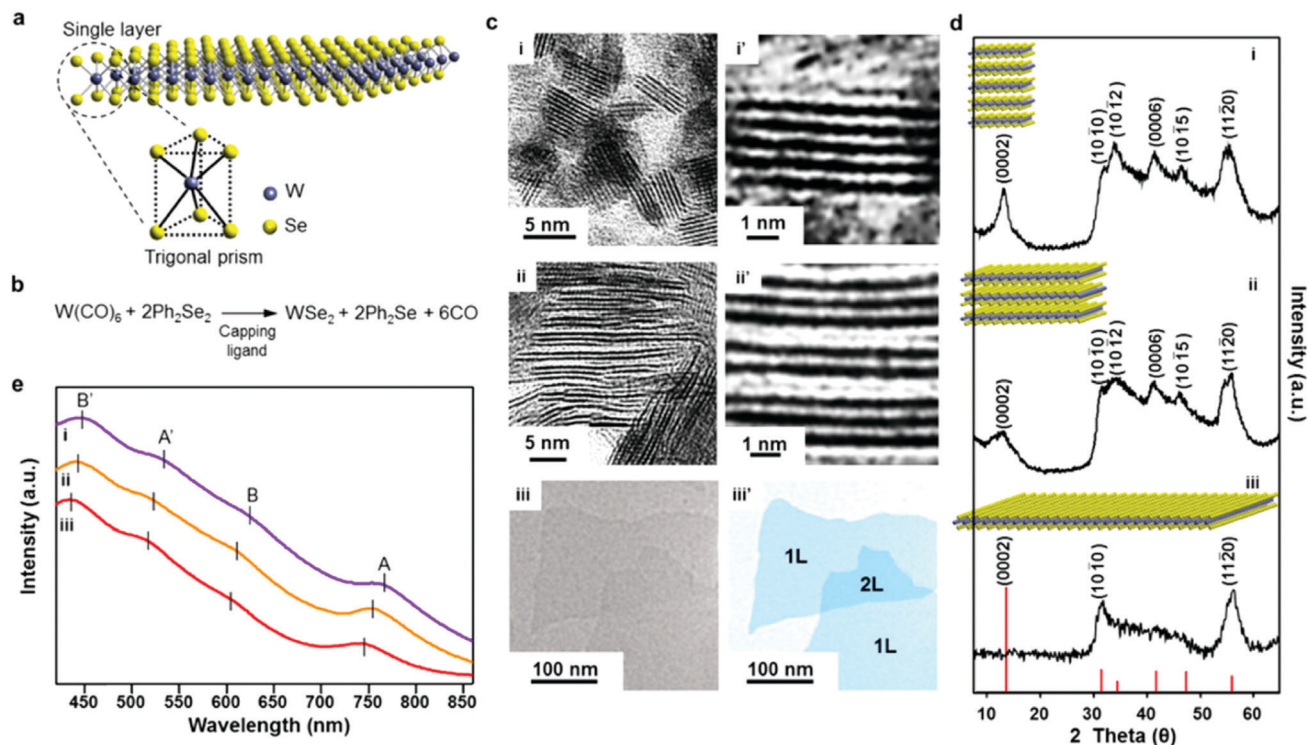 a
Single layer
W
Se
Trigonal prism
b
W(CO)₆ + 2Ph₂Se₂ → WSe₂ + 2Ph₂Se + 6CO
Capping
ligand
e
B'
A'
B
A
i
ii
iii
Intensity (a.u.)
450 500 550 600 650 700 750 800 850
Wavelength (nm)
c
i
5 nm
i'
1 nm
ii
5 nm
ii'
1 nm
iii
100 nm
iii'
1L
2L
1L
100 nm
d
i
(0002)
(101̄0)
(101̄2)
(0006)
(101̄5)
(112̄0)
ii
(0002)
(101̄0)
(101̄2)
(0006)
(101̄5)
(112̄0)
iii
(0002)
(101̄0)
(112̄0)
Intensity (a.u.)
10 20 30 40 50 60
2 Theta (θ)